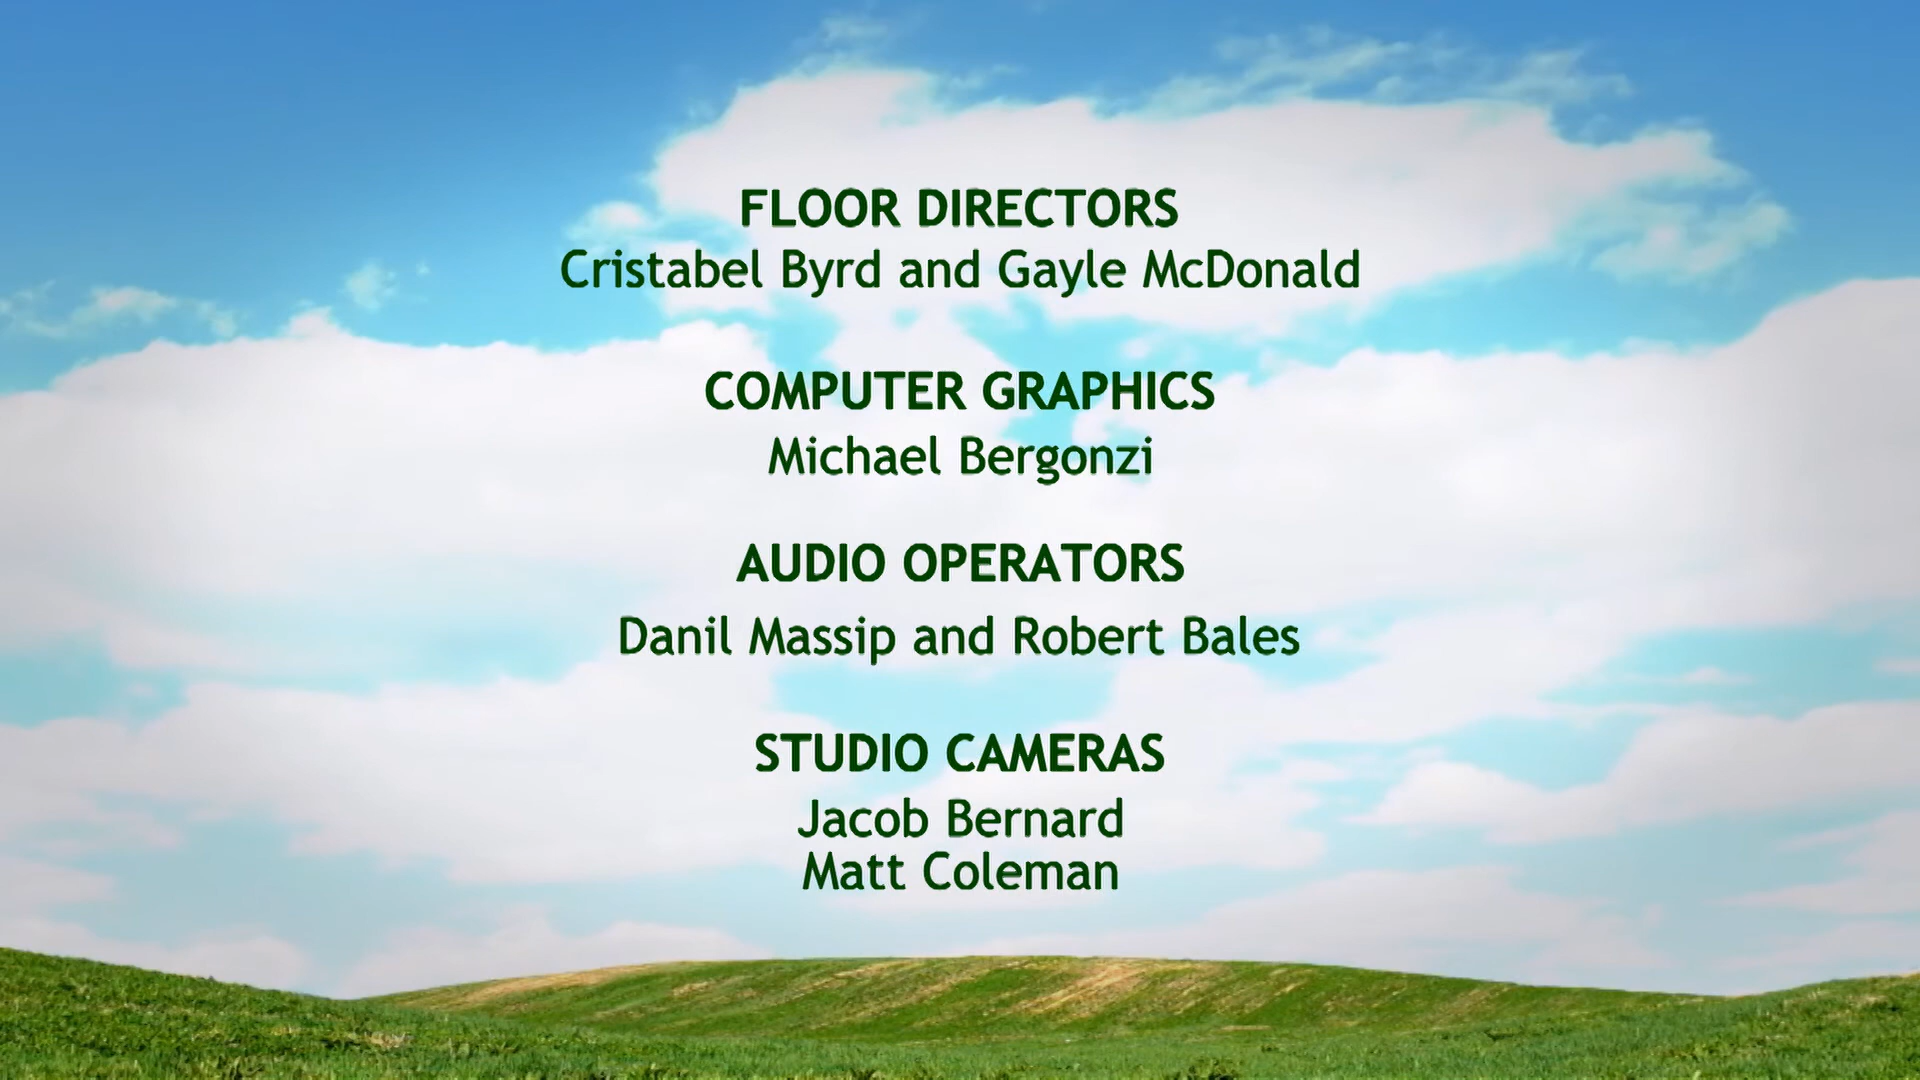 FLOOR DIRECTORS
Cristabel Byrd and Gayle McDonald
COMPUTER GRAPHICS
Michael Bergonzi
AUDIO OPERATORS
Danil Massip and Robert Bales
STUDIO CAMERAS
Jacob Bernard
Matt Coleman